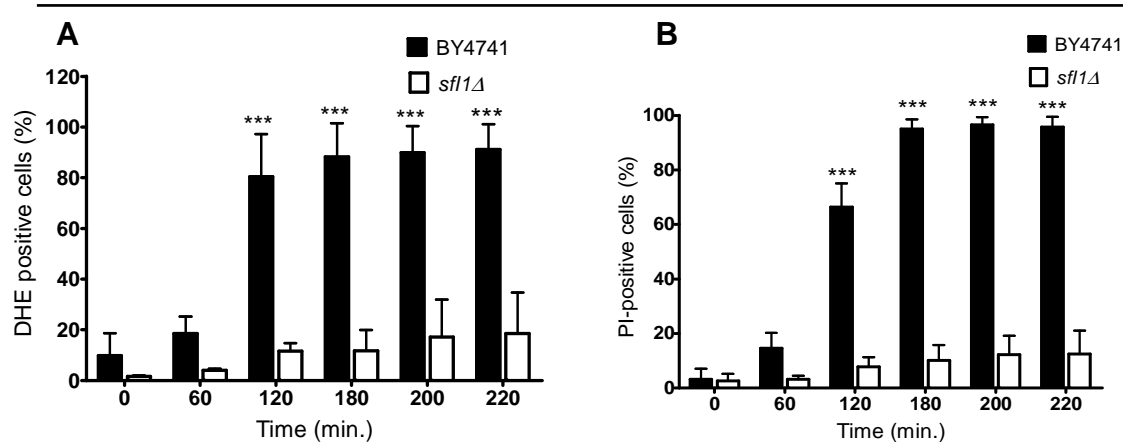 A
BY4741
sfl1Δ
DHE positive cells (%)
120
100
80
60
40
20
0
*** *** *** ***
0 60 120 180 200 220
Time (min.)
B
BY4741
sfl1Δ
PI-positive cells (%)
100
80
60
40
20
0
*** *** *** ***
0 60 120 180 200 220
Time (min.)